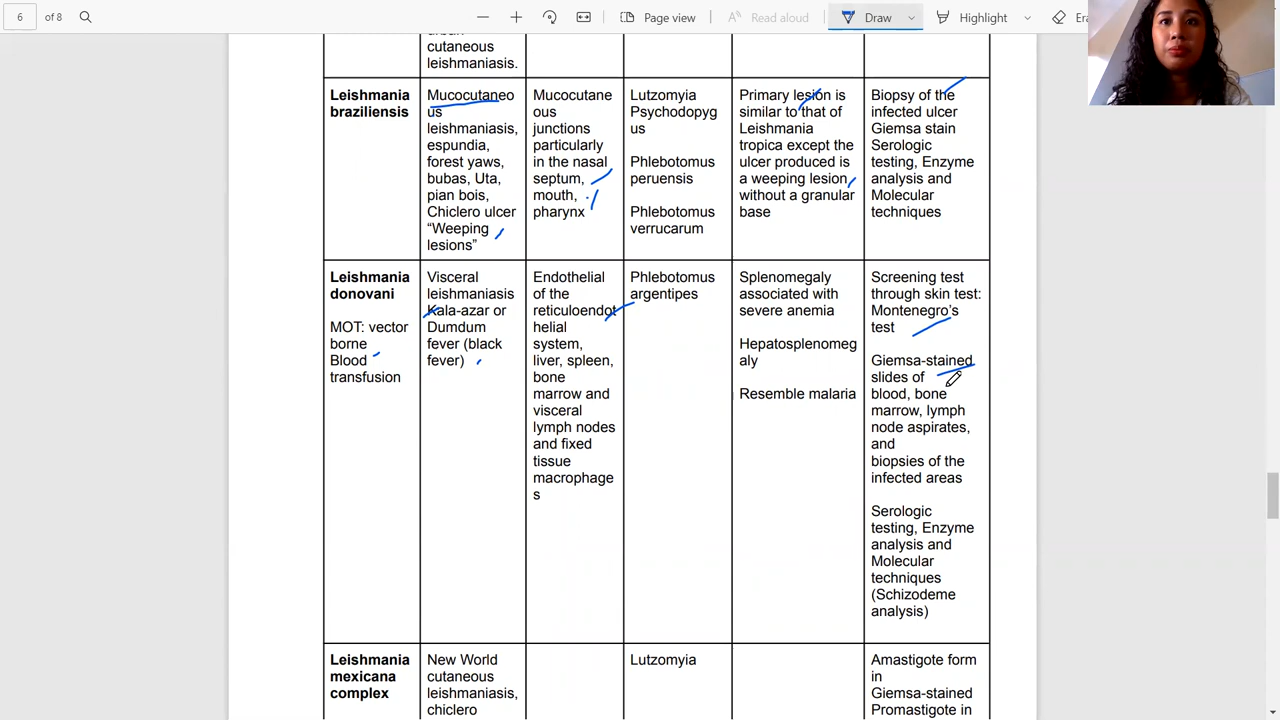 6 of 8
Page view
Read aloud
Draw
Highlight
Era
urban
cutaneous
leishmaniasis.
Leishmania
braziliensis
Mucocutaneo
us
leishmaniasis,
espundia,
forest yaws,
bubas, Uta,
pian bois,
Chiclero ulcer
“Weeping
lesions”
Mucocutane
ous
junctions
particularly
in the nasal
septum,
mouth,
pharynx
Lutzomyia
Psychodopyg
us
Phlebotomus
peruensis
Phlebotomus
verrucarum
Primary lesion is
similar to that of
Leishmania
tropica except the
ulcer produced is
a weeping lesion
without a granular
base
Biopsy of the
infected ulcer
Giemsa stain
Serologic
testing, Enzyme
analysis and
Molecular
techniques
Leishmania
donovani
MOT: vector
borne
Blood
transfusion
Visceral
leishmaniasis
Kala-azar or
Dumdum
fever (black
fever)
Endothelial
of the
reticuloendot
helial
system,
liver, spleen,
bone
marrow and
visceral
lymph nodes
and fixed
tissue
macrophage
s
Phlebotomus
argentipes
Splenomegaly
associated with
severe anemia
Hepatosplenomeg
aly
Resemble malaria
Screening test
through skin test:
Montenegro’s
test
Giemsa-stained
slides of
blood, bone
marrow, lymph
node aspirates,
and
biopsies of the
infected areas
Serologic
testing, Enzyme
analysis and
Molecular
techniques
(Schizodeme
analysis)
Leishmania
mexicana
complex
New World
cutaneous
leishmaniasis,
chiclero
Lutzomyia
Amastigote form
in
Giemsa-stained
Promastigote in